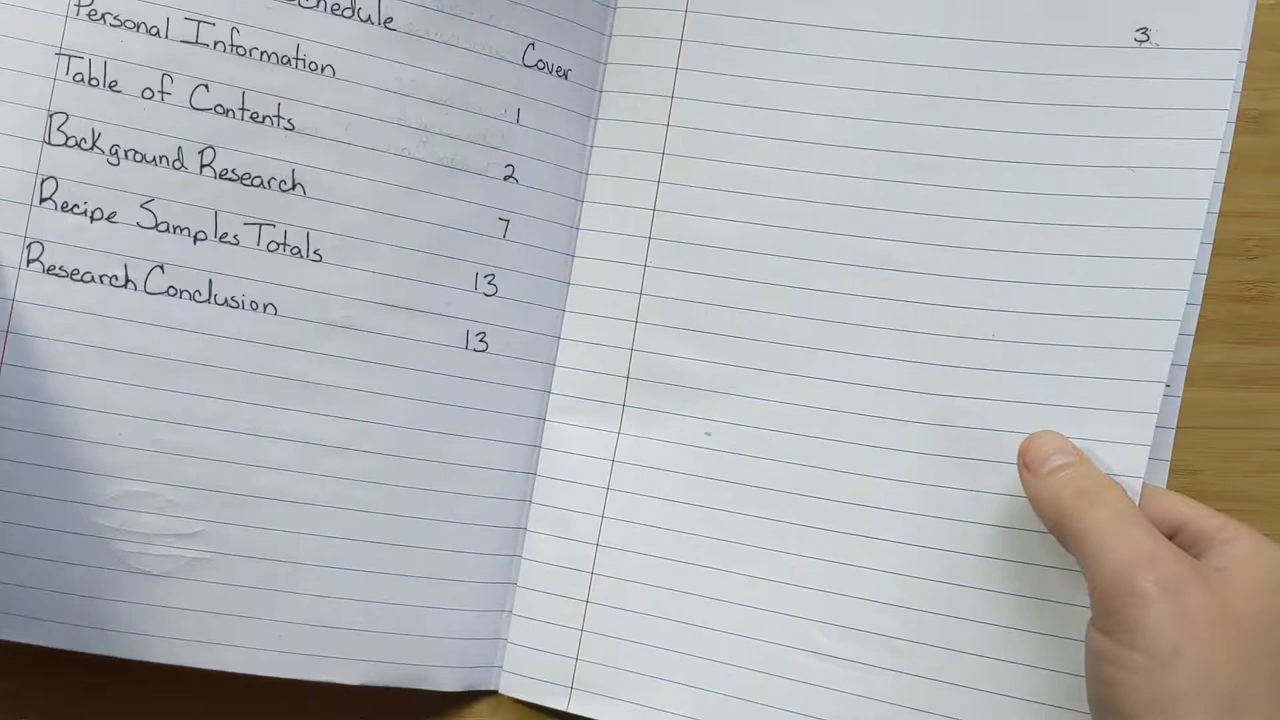 chedule Cover
Personal Information 1
Table of Contents 2
Background Research 7
Recipe Samples Totals 13
Research Conclusion 13
3